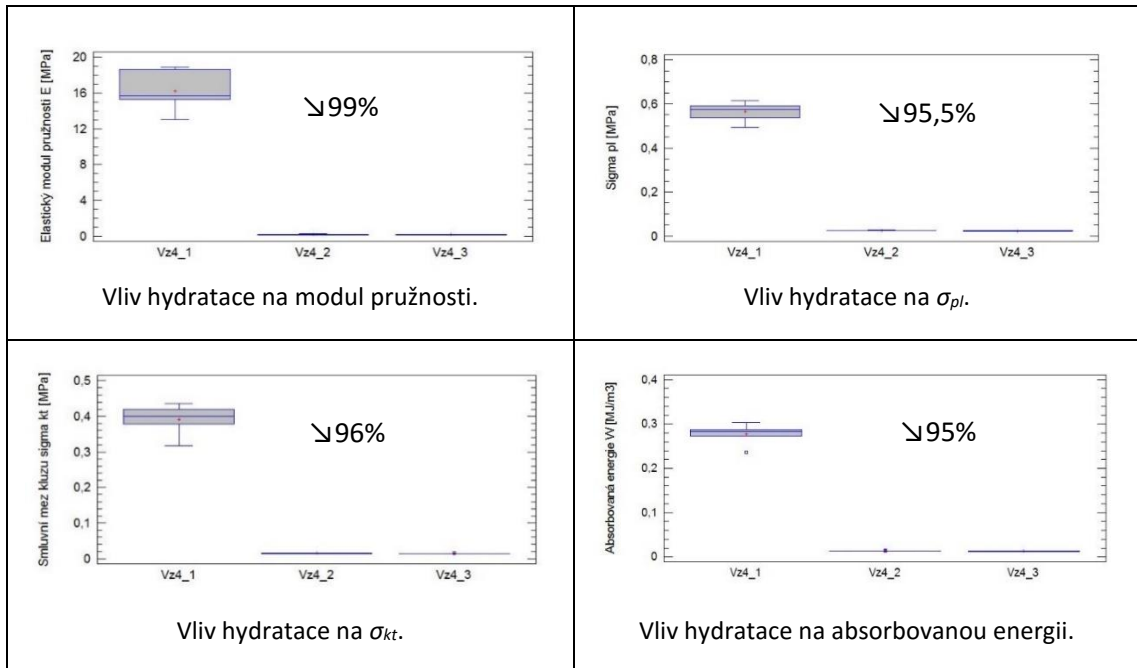 Elastický modul pružnosti E [MPa]
20
16
12
8
4
0
↘99%
Vz4_1 Vz4_2 Vz4_3
Vliv hydratace na modul pružnosti.
Sigma pl [MPa]
0,8
0,6
0,4
0,2
0
↘95,5%
Vz4_1 Vz4_2 Vz4_3
Vliv hydratace na σpl.
Smluvní mez kluzu sigma kt [MPa]
0,5
0,4
0,3
0,2
0,1
0
↘96%
Vz4_1 Vz4_2 Vz4_3
Vliv hydratace na σkt.
Absorbovaná energie W [MJ/m3]
0,4
0,3
0,2
0,1
0
↘95%
Vz4_1 Vz4_2 Vz4_3
Vliv hydratace na absorbovanou energii.